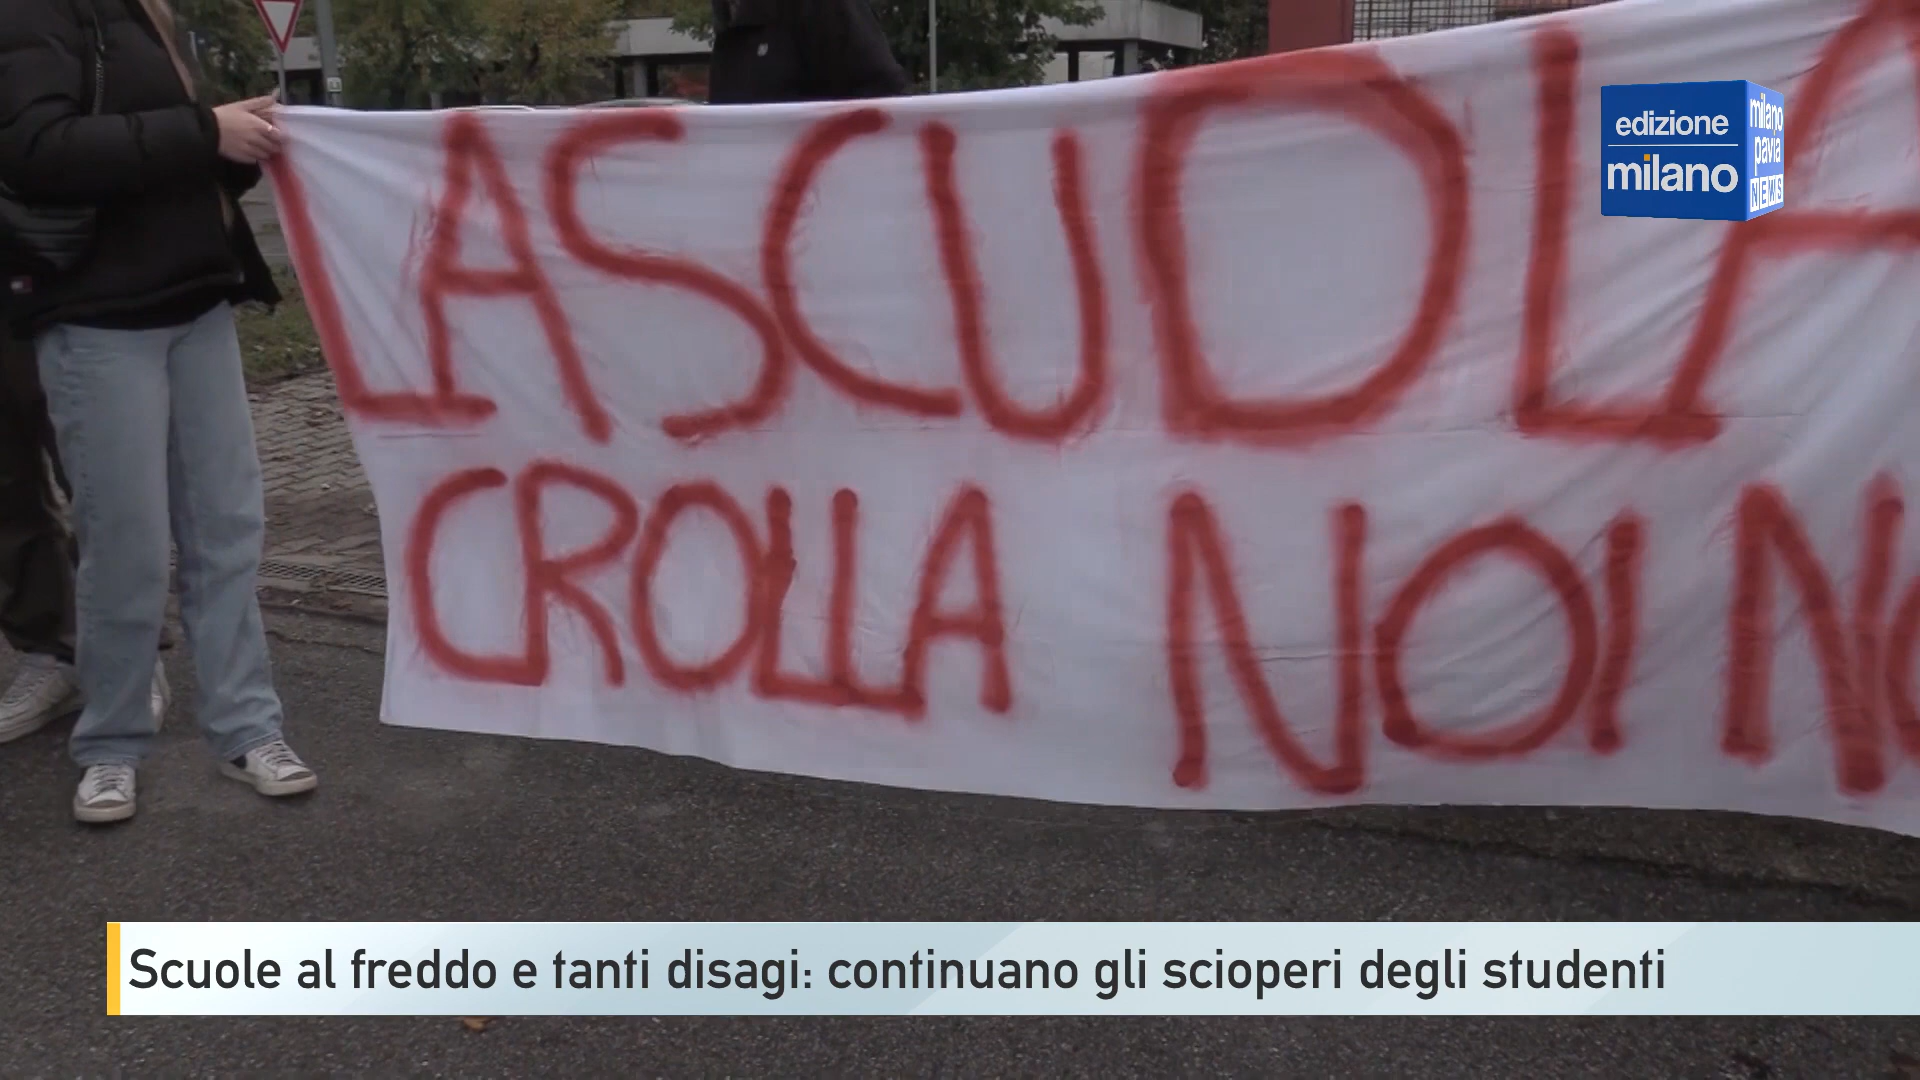 LA SCUOLA
CROLLA NOI NO
edizione
milano
milano
pavia
NEWS
Scuole al freddo e tanti disagi: continuano gli scioperi degli studenti